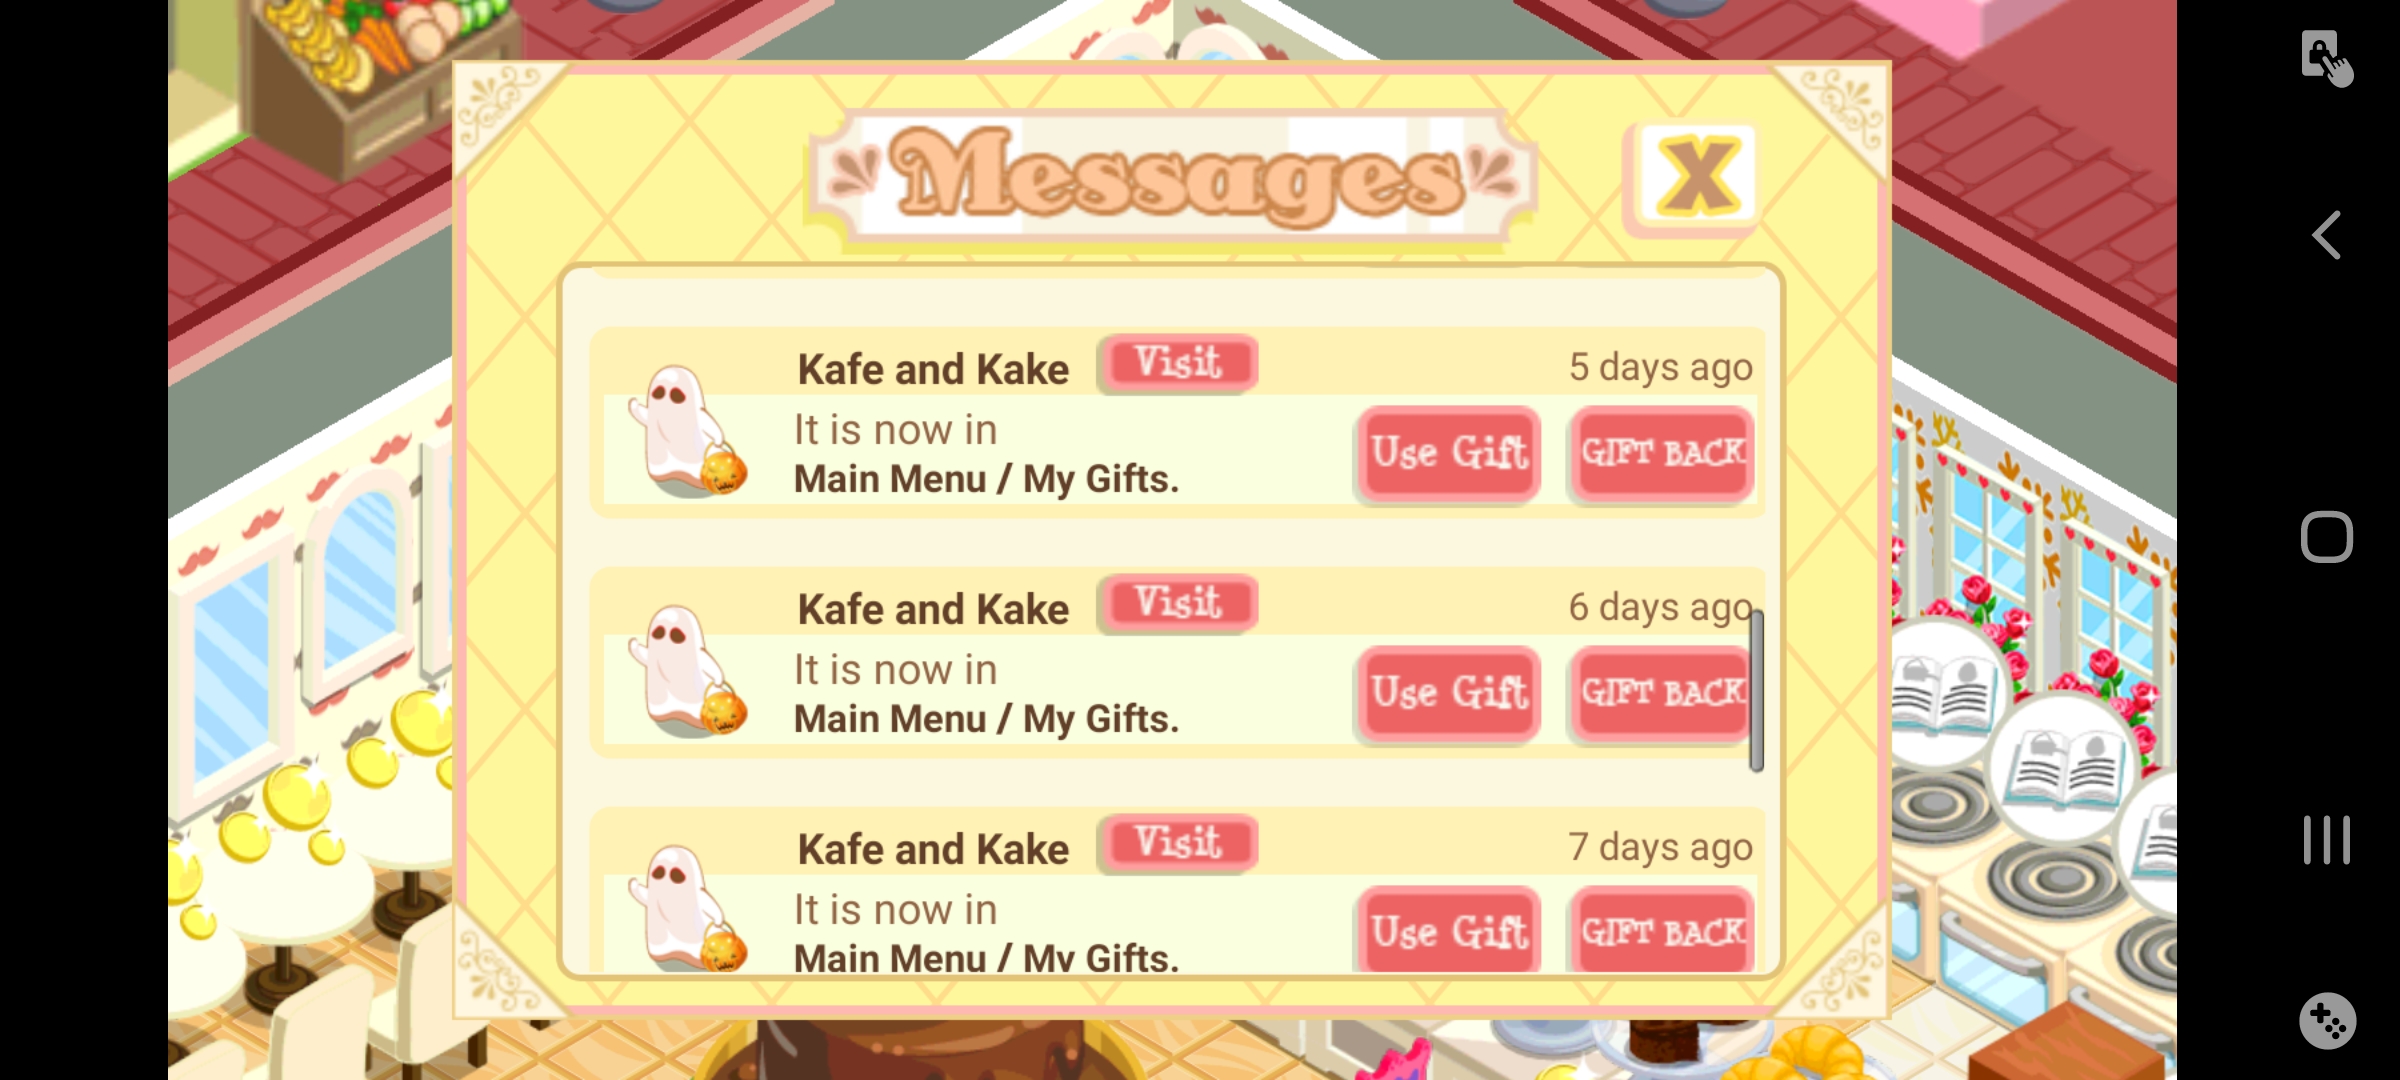 Messages
X
Kafe and Kake Visit 5 days ago
It is now in
Main Menu / My Gifts.
Use Gift GIFT BACK
Kafe and Kake Visit 6 days ago
It is now in
Main Menu / My Gifts.
Use Gift GIFT BACK
Kafe and Kake Visit 7 days ago
It is now in
Main Menu / My Gifts.
Use Gift GIFT BACK